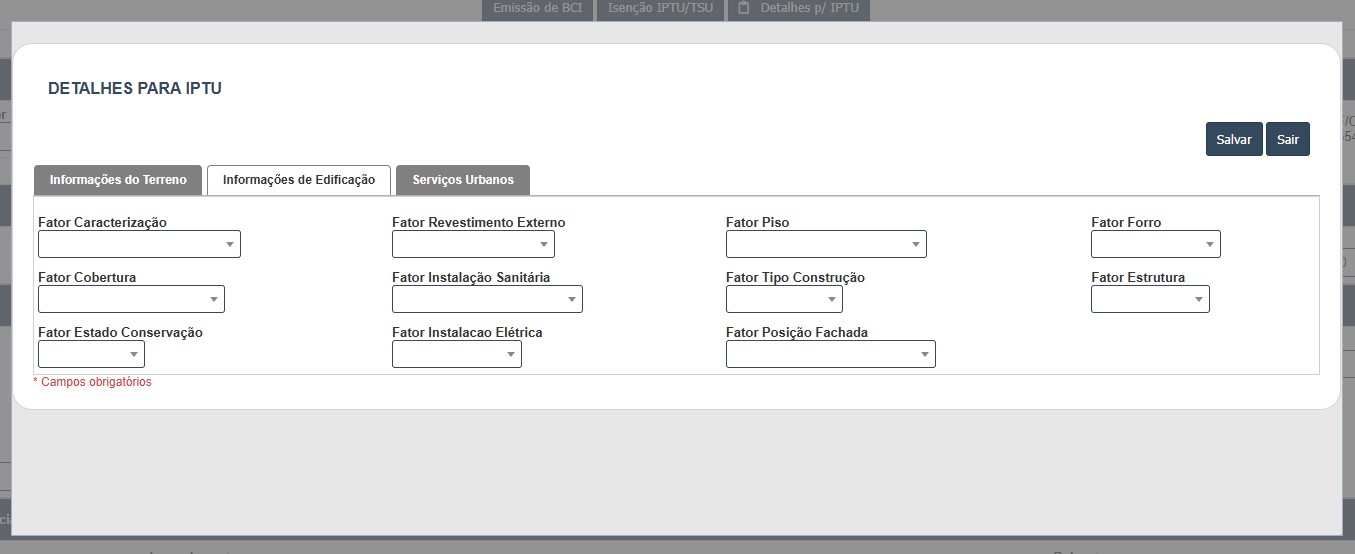 Emissão de BCI Isenção IPTU/TSU Detalhes p/ IPTU
DETALHES PARA IPTU
Salvar Sair
Informações do Terreno Informações de Edificação Serviços Urbanos
Fator Caracterização Fator Revestimento Externo Fator Piso Fator Forro
Fator Cobertura Fator Instalação Sanitária Fator Tipo Construção Fator Estrutura
Fator Estado Conservação Fator Instalacao Elétrica Fator Posição Fachada
* Campos obrigatórios